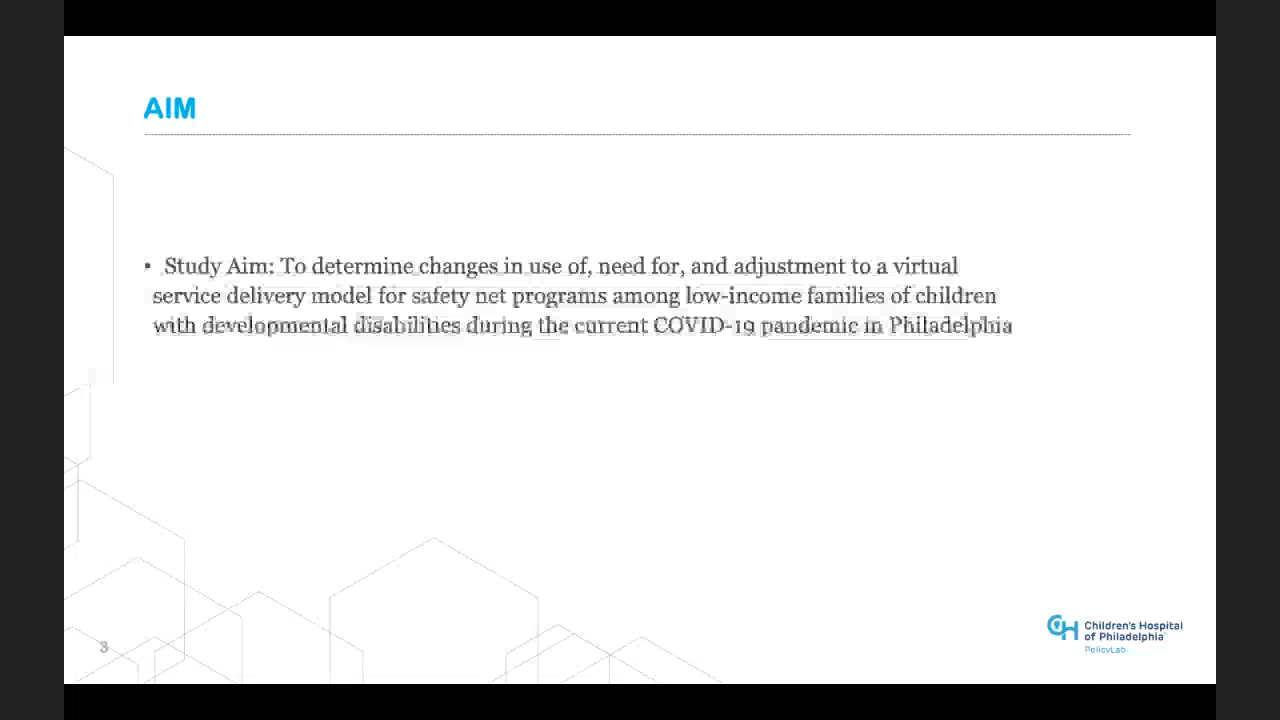 AIM
• Study Aim: To determine changes in use of, need for, and adjustment to a virtual
service delivery model for safety net programs among low-income families of children
with developmental disabilities during the current COVID-19 pandemic in Philadelphia
3
CH Children's Hospital
of Philadelphia
PolicyLab